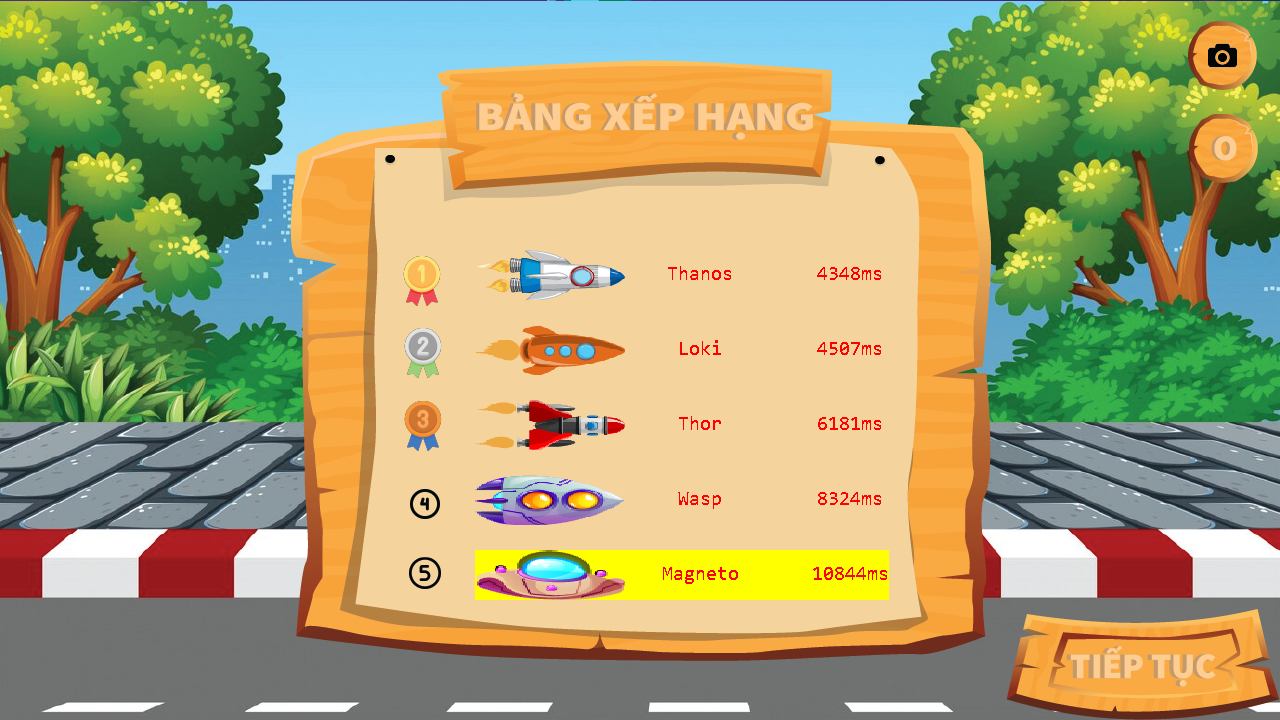 BẢNG XẾP HẠNG
O
1 Thanos 4348ms
2 Loki 4507ms
3 Thor 6181ms
4 Wasp 8324ms
5 Magneto 10844ms
TIẾP TỤC